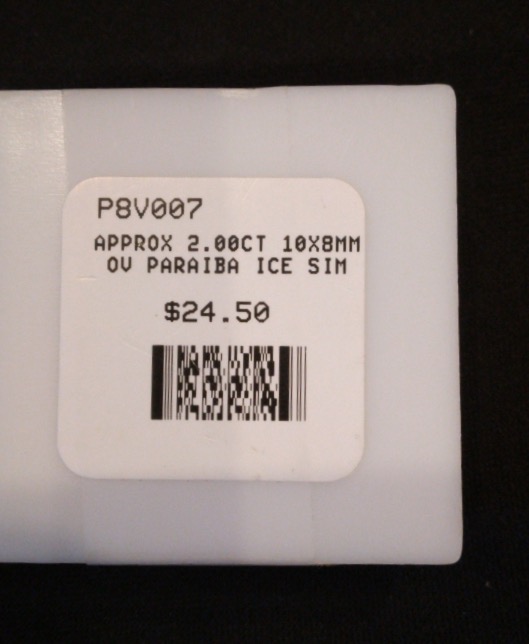 P8V007
APPROX 2.00CT 10X8MM
OV PARAIBA ICE SIM
$24.50